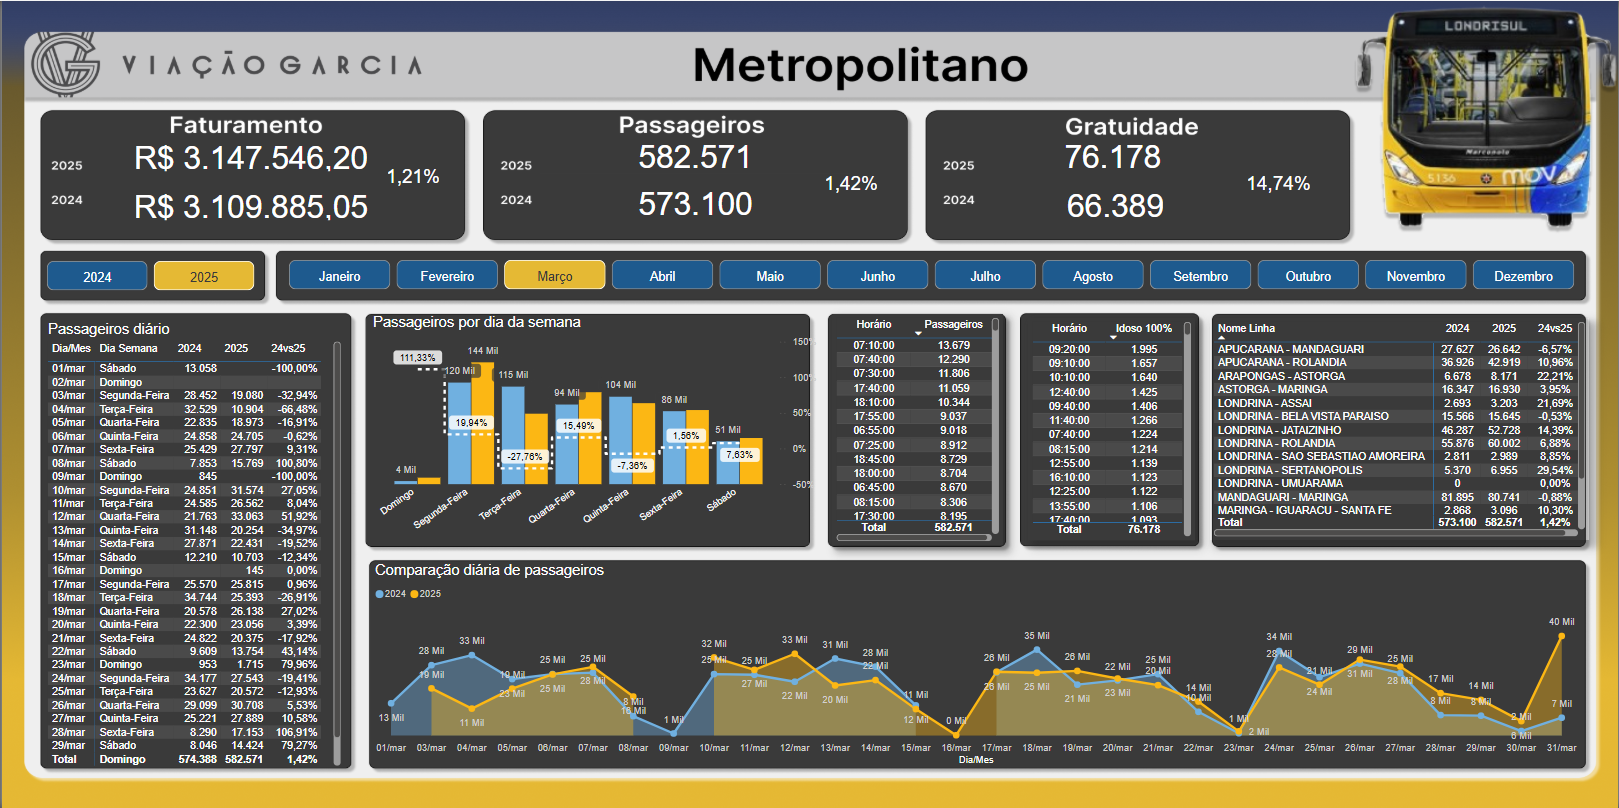 LONDRISUL
VIAÇÃO GARCIA
Metropolitano
Marcopolo
5136
MOV
Faturamento
2025 R$ 3.147.546,20
1,21%
2024 R$ 3.109.885,05
Passageiros
2025 582.571
1,42%
2024 573.100
Gratuidade
2025 76.178
14,74%
2024 66.389
2024 2025
Janeiro Fevereiro Março Abril Maio Junho Julho Agosto Setembro Outubro Novembro Dezembro
Passageiros diário
Dia/Mes Dia Semana 2024 2025 24vs25
01/mar Sábado 13.058 -100,00%
02/mar Domingo
03/mar Segunda-Feira 28.452 19.080 -32,94%
04/mar Terça-Feira 32.529 10.904 -66,48%
05/mar Quarta-Feira 22.835 18.973 -16,91%
06/mar Quinta-Feira 24.858 24.705 -0,62%
07/mar Sexta-Feira 25.429 27.797 9,31%
08/mar Sábado 7.853 15.769 100,80%
09/mar Domingo 845 -100,00%
10/mar Segunda-Feira 24.851 31.574 27,05%
11/mar Terça-Feira 24.585 26.562 8,04%
12/mar Quarta-Feira 21.763 33.063 51,92%
13/mar Quinta-Feira 31.148 20.254 -34,97%
14/mar Sexta-Feira 27.871 22.431 -19,52%
15/mar Sábado 12.210 10.703 -12,34%
16/mar Domingo 145 0,00%
17/mar Segunda-Feira 25.570 25.815 0,96%
18/mar Terça-Feira 34.744 25.393 -26,91%
19/mar Quarta-Feira 20.578 26.138 27,02%
20/mar Quinta-Feira 22.300 23.056 3,39%
21/mar Sexta-Feira 24.822 20.375 -17,92%
22/mar Sábado 9.609 13.754 43,14%
23/mar Domingo 953 1.715 79,96%
24/mar Segunda-Feira 34.177 27.543 -19,41%
25/mar Terça-Feira 23.627 20.572 -12,93%
26/mar Quarta-Feira 29.099 30.708 5,53%
27/mar Quinta-Feira 25.221 27.889 10,58%
28/mar Sexta-Feira 8.290 17.153 106,91%
29/mar Sábado 8.046 14.424 79,27%
Total Domingo 574.388 582.571 1,42%
Passageiros por dia da semana
150%
100%
50%
0%
-50%
111,33% 19,94% -27,76% 15,49% -7,36% 1,56% 7,63%
4 Mil 120 Mil 144 Mil 115 Mil 94 Mil 104 Mil 86 Mil 51 Mil
Domingo Segunda-Feira Terça-Feira Quarta-Feira Quinta-Feira Sexta-Feira Sábado
Horário Passageiros
07:10:00 13.679
07:40:00 12.290
07:30:00 11.806
17:40:00 11.059
18:10:00 10.344
17:55:00 9.037
06:55:00 9.018
07:25:00 8.912
18:45:00 8.729
18:00:00 8.704
06:45:00 8.670
08:15:00 8.306
17:30:00 8.195
Total 582.571
Horário Idoso 100%
09:20:00 1.995
09:10:00 1.657
10:10:00 1.640
12:40:00 1.425
09:40:00 1.406
11:40:00 1.266
07:40:00 1.224
08:15:00 1.214
12:55:00 1.139
16:10:00 1.123
12:25:00 1.122
13:55:00 1.106
17:40:00 1.093
Total 76.178
Nome Linha 2024 2025 24vs25
APUCARANA - MANDAGUARI 27.627 26.642 -6,57%
APUCARANA - ROLANDIA 36.926 42.919 10,96%
ARAPONGAS - ASTORGA 6.678 8.171 22,21%
ASTORGA - MARINGA 16.347 16.930 3,95%
LONDRINA - ASSAI 2.693 3.203 21,69%
LONDRINA - BELA VISTA PARAISO 15.566 15.645 -0,53%
LONDRINA - JATAIZINHO 46.287 52.728 14,39%
LONDRINA - ROLANDIA 55.876 60.002 6,88%
LONDRINA - SAO SEBASTIAO AMOREIRA 2.811 2.989 8,85%
LONDRINA - SERTANOPOLIS 5.370 6.955 29,54%
LONDRINA - UMUARAMA 0 0,00%
MANDAGUARI - MARINGA 81.895 80.741 -0,88%
MARINGA - IGUARACU - SANTA FE 2.868 3.096 10,30%
Total 573.100 582.571 1,42%
Comparação diária de passageiros
2024 2025
13 Mil 28 Mil 19 Mil 33 Mil 11 Mil 19 Mil 23 Mil 25 Mil 25 Mil 25 Mil 28 Mil 8 Mil 16 Mil 1 Mil 32 Mil 25 Mil 25 Mil 27 Mil 33 Mil 22 Mil 31 Mil 20 Mil 28 Mil 22 Mil 11 Mil 12 Mil 0 Mil 26 Mil 26 Mil 35 Mil 25 Mil 26 Mil 21 Mil 22 Mil 23 Mil 25 Mil 20 Mil 14 Mil 10 Mil 1 Mil 2 Mil 34 Mil 28 Mil 21 Mil 24 Mil 29 Mil 31 Mil 25 Mil 28 Mil 17 Mil 8 Mil 14 Mil 8 Mil 2 Mil 6 Mil 40 Mil 7 Mil
01/mar 03/mar 04/mar 05/mar 06/mar 07/mar 08/mar 09/mar 10/mar 11/mar 12/mar 13/mar 14/mar 15/mar 16/mar 17/mar 18/mar 19/mar 20/mar 21/mar 22/mar 23/mar 24/mar 25/mar 26/mar 27/mar 28/mar 29/mar 30/mar 31/mar
Dia/Mes